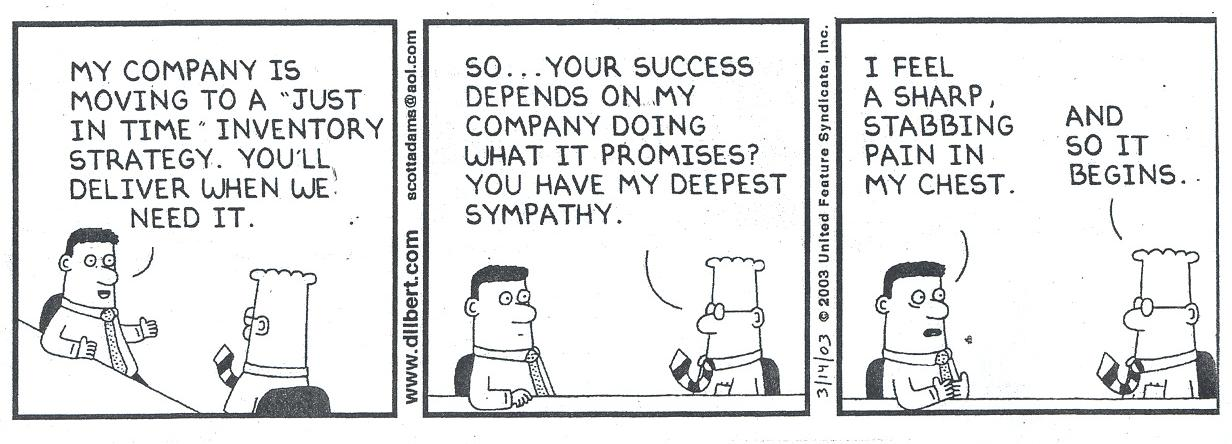 MY COMPANY IS
MOVING TO A "JUST
IN TIME" INVENTORY
STRATEGY. YOU'LL
DELIVER WHEN WE
NEED IT.
www.dilbert.com
scottadams@aol.com
SO...YOUR SUCCESS
DEPENDS ON MY
COMPANY DOING
WHAT IT PROMISES?
YOU HAVE MY DEEPEST
SYMPATHY.
3/14/03 © 2003 United Feature Syndicate, Inc.
I FEEL
A SHARP,
STABBING
PAIN IN
MY CHEST.
AND
SO IT
BEGINS..